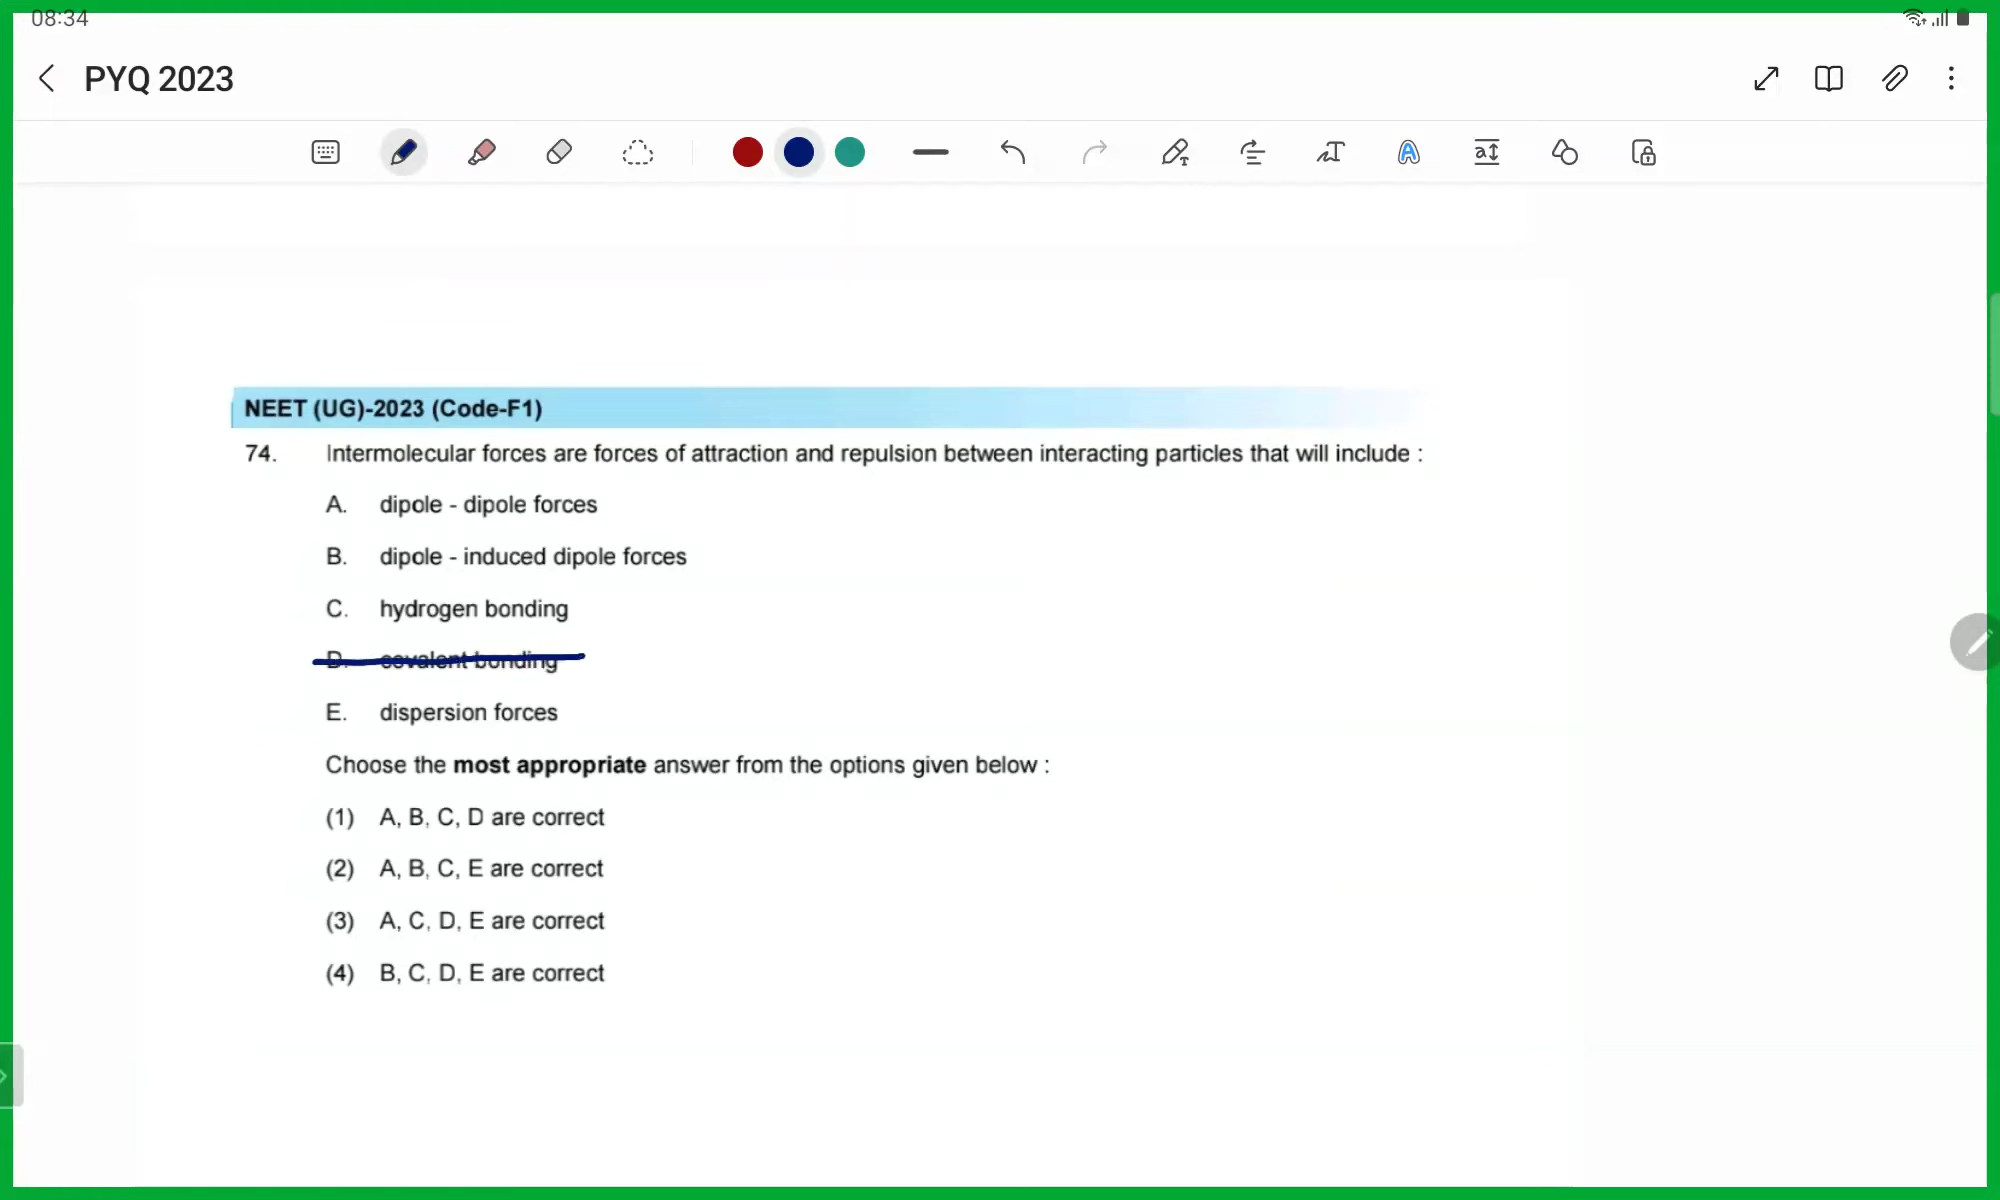 08:34
PYQ 2023
NEET (UG)-2023 (Code-F1)
74. Intermolecular forces are forces of attraction and repulsion between interacting particles that will include :
A. dipole - dipole forces
B. dipole - induced dipole forces
C. hydrogen bonding
D. covalent bonding
E. dispersion forces
Choose the most appropriate answer from the options given below :
(1) A, B, C, D are correct
(2) A, B, C, E are correct
(3) A, C, D, E are correct
(4) B, C, D, E are correct